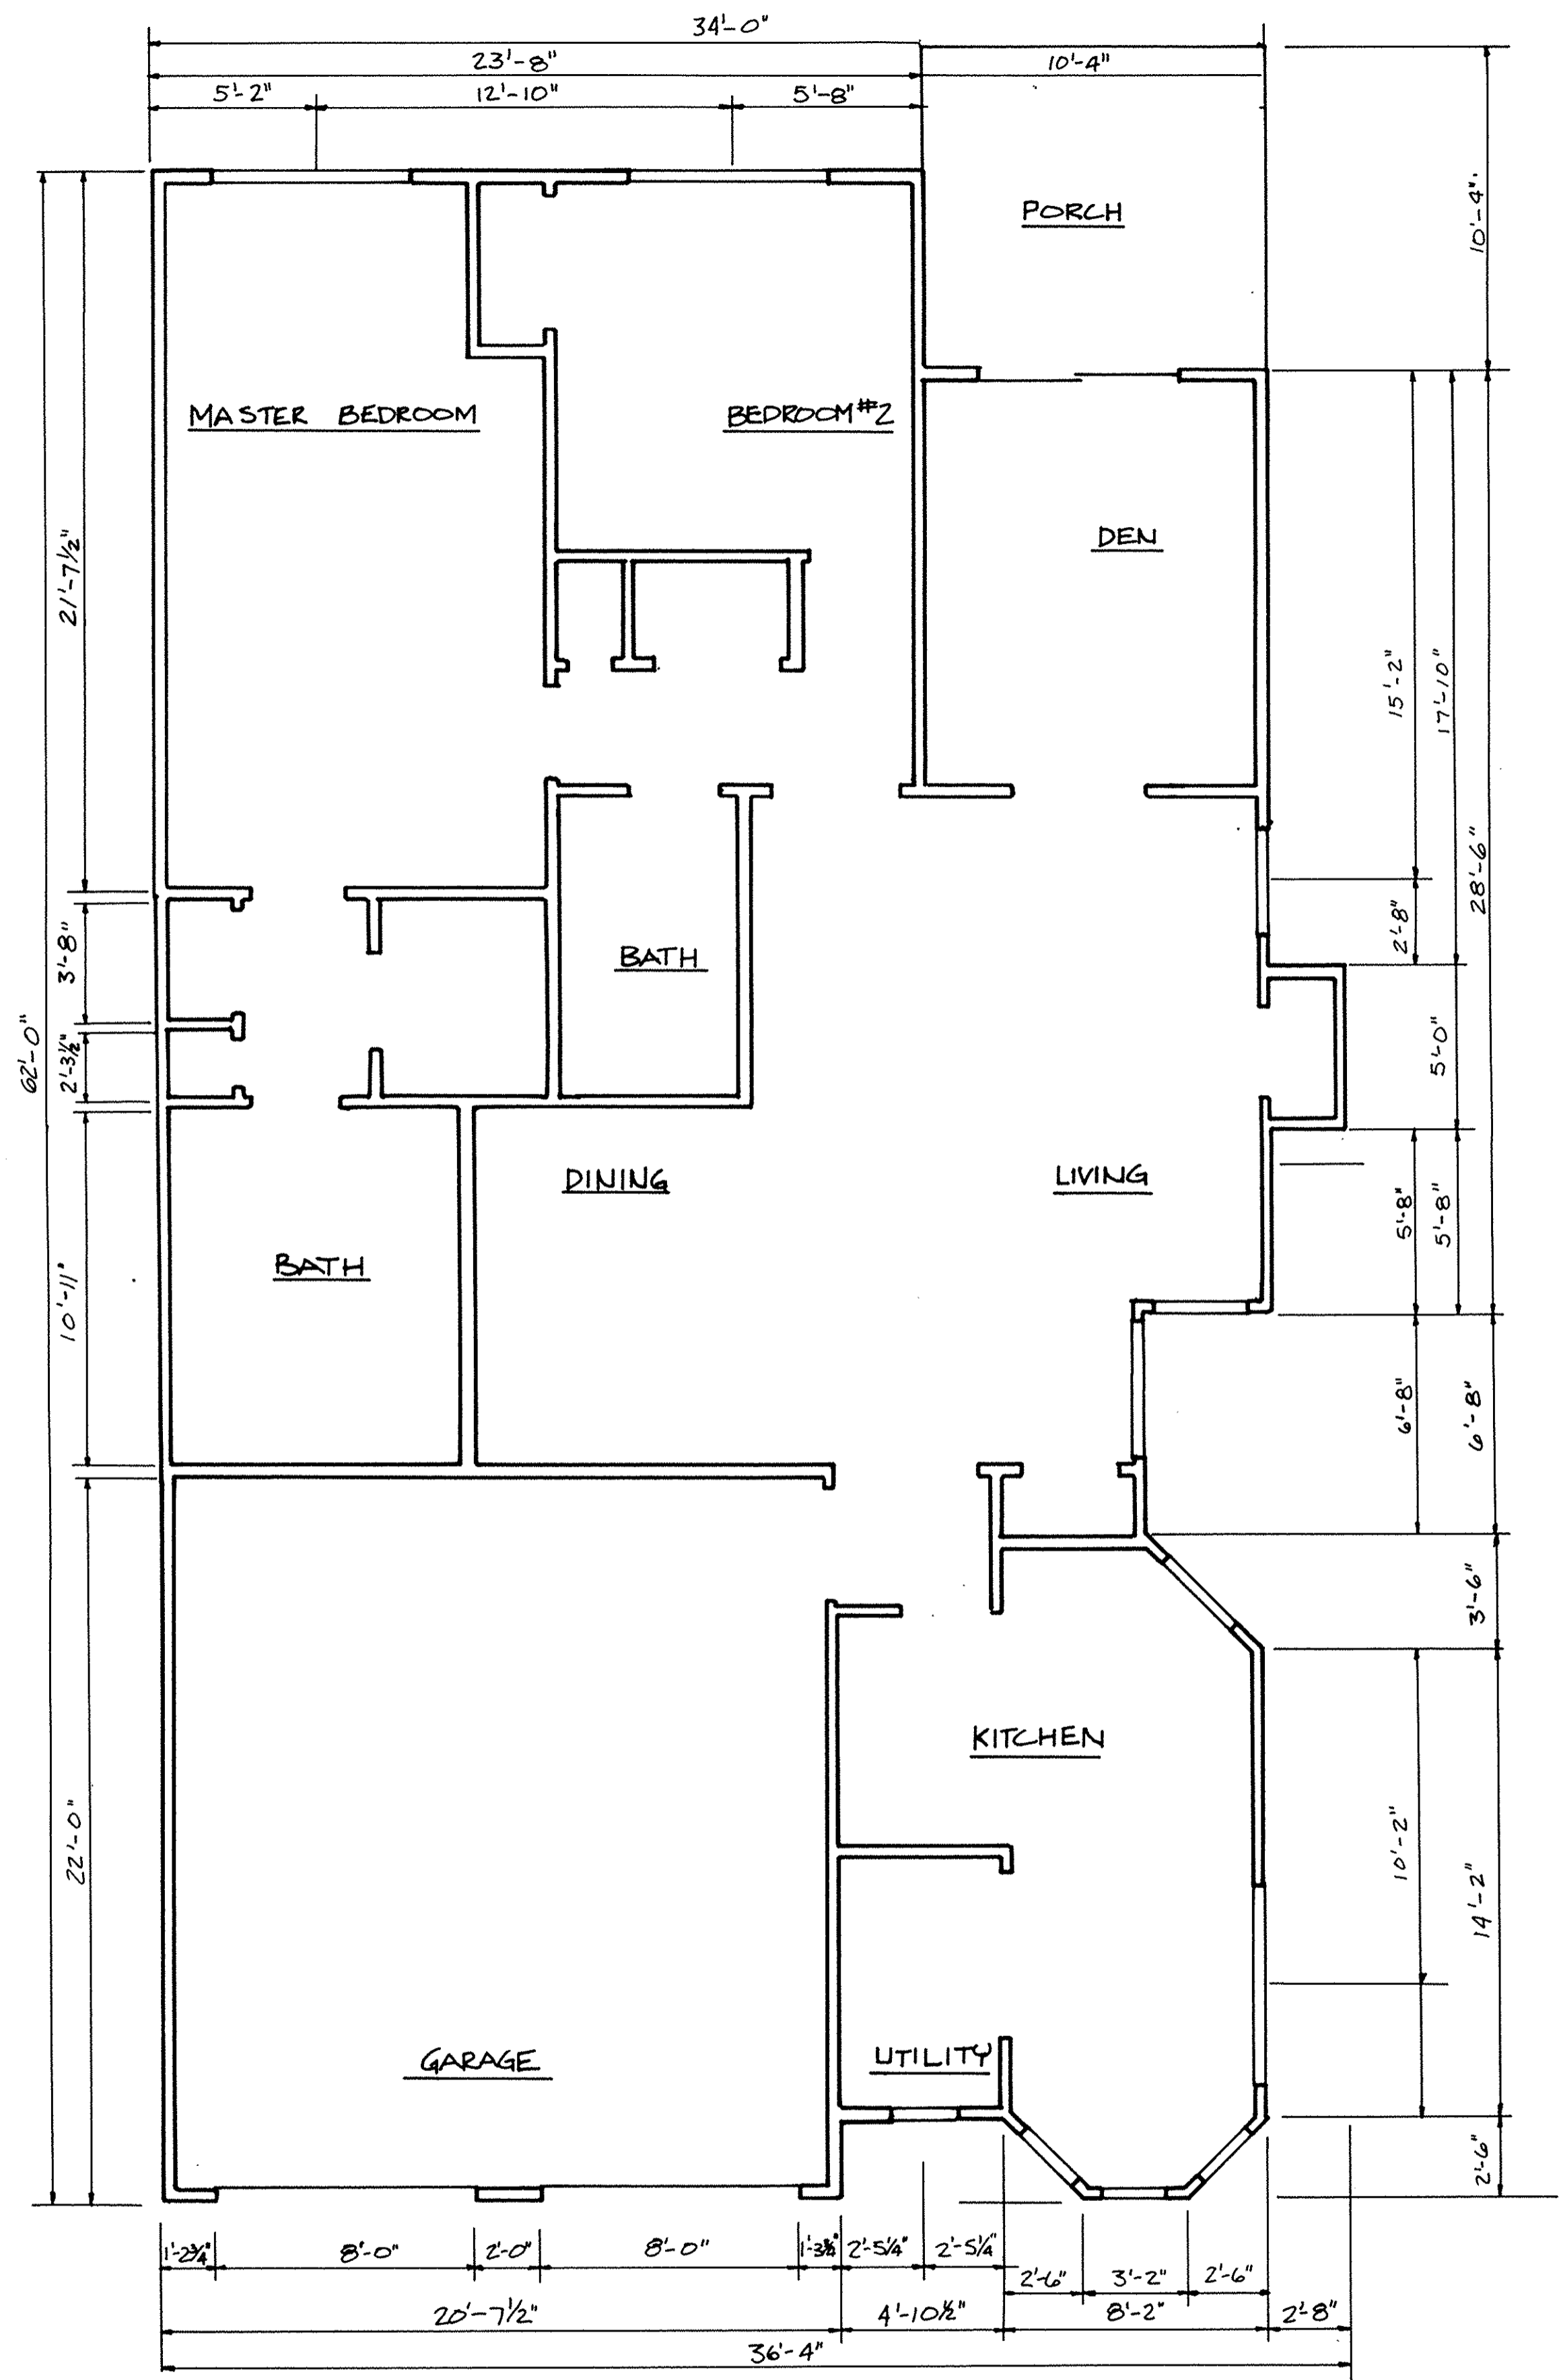 34'-0"
23'-8" 10'-4"
5'-2" 12'-10" 5'-8"
PORCH
10'-4"
MASTER BEDROOM
BEDROOM #2
DEN
21'-7½"
15'-2"
17'-10"
28'-6"
2'-8"
BATH
3'-8"
62'-0"
2'-3½"
5'-0"
DINING
LIVING
5'-8"
5'-8"
BATH
10'-11"
6'-8"
6'-8"
3'-6"
KITCHEN
22'-0"
10'-2"
14'-2"
GARAGE
UTILITY
2'-6"
1'-2¾" 8'-0" 2'-0" 8'-0" 2'-5¼" 2'-5¼"
2'-6" 3'-2" 2'-6"
20'-7½" 4'-10½" 8'-2" 2'-8"
36'-4"